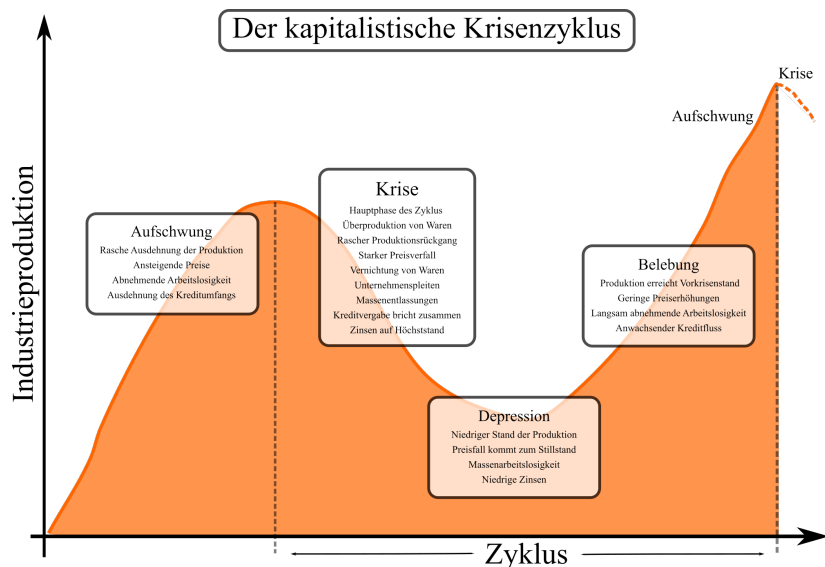 Der kapitalistische Krisenzyklus
Industrieproduktion
Aufschwung
Rasche Ausdehnung der Produktion
Ansteigende Preise
Abnehmende Arbeitslosigkeit
Ausdehnung des Kreditumfangs
Krise
Hauptphase des Zyklus
Überproduktion von Waren
Rascher Produktionsrückgang
Starker Preisverfall
Vernichtung von Waren
Unternehmenspleiten
Massenentlassungen
Kreditvergabe bricht zusammen
Zinsen auf Höchststand
Depression
Niedriger Stand der Produktion
Preisfall kommt zum Stillstand
Massenarbeitslosigkeit
Niedrige Zinsen
Belebung
Produktion erreicht Vorkrisenstand
Geringe Preiserhöhungen
Langsam abnehmende Arbeitslosigkeit
Anwachsender Kreditfluss
Aufschwung
Krise
Zyklus